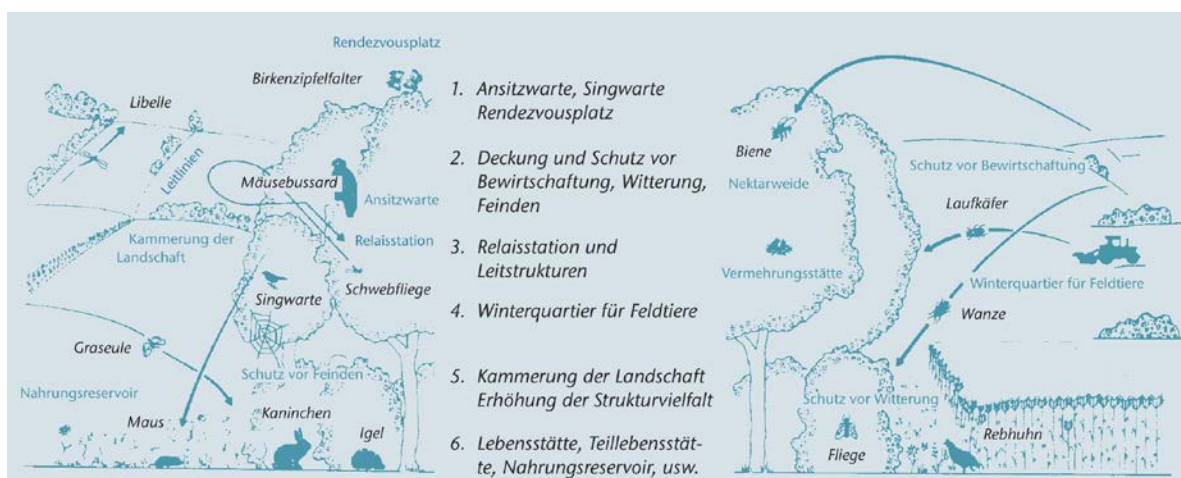 Rendezvousplatz
Birkenzipfelfalter
Libelle
Leitlinien
Mäusebussard
Ansitzwarte
Kammerung der
Landschaft
Relaisstation
Singwarte
Schwebfliege
Graseule
Schutz vor Feinden
Nahrungsreservoir
Maus
Kaninchen
Igel
1. Ansitzwarte, Singwarte
Rendezvousplatz
2. Deckung und Schutz vor
Bewirtschaftung, Witterung,
Feinden
3. Relaisstation und
Leitstrukturen
4. Winterquartier für Feldtiere
5. Kammerung der Landschaft
Erhöhung der Strukturvielfalt
6. Lebensstätte, Teillebensstät-
te, Nahrungsreservoir, usw.
Biene
Schutz vor Bewirtschaftung
Nektarweide
Laufkäfer
Vermehrungsstätte
Winterquartier für Feldtiere
Wanze
Schutz vor Witterung
Rebhuhn
Fliege